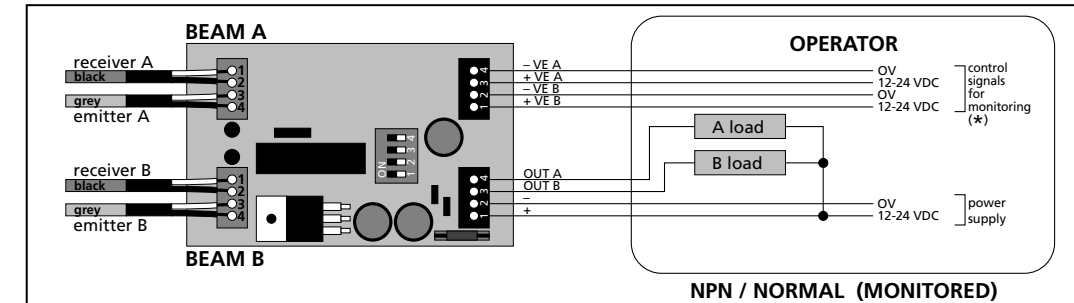 BEAM A
receiver A
black
grey
emitter A
1
2
3
4
receiver B
black
grey
emitter B
1
2
3
4
BEAM B
ON
1 2 3 4
1 2 3 4
1 2 3 4
– VE A
+ VE A
– VE B
+ VE B
OUT A
OUT B
–
+
OPERATOR
0V
12-24 VDC
0V
12-24 VDC
control
signals
for
monitoring
(*)
A load
B load
0V
12-24 VDC
power
supply
NPN / NORMAL (MONITORED)